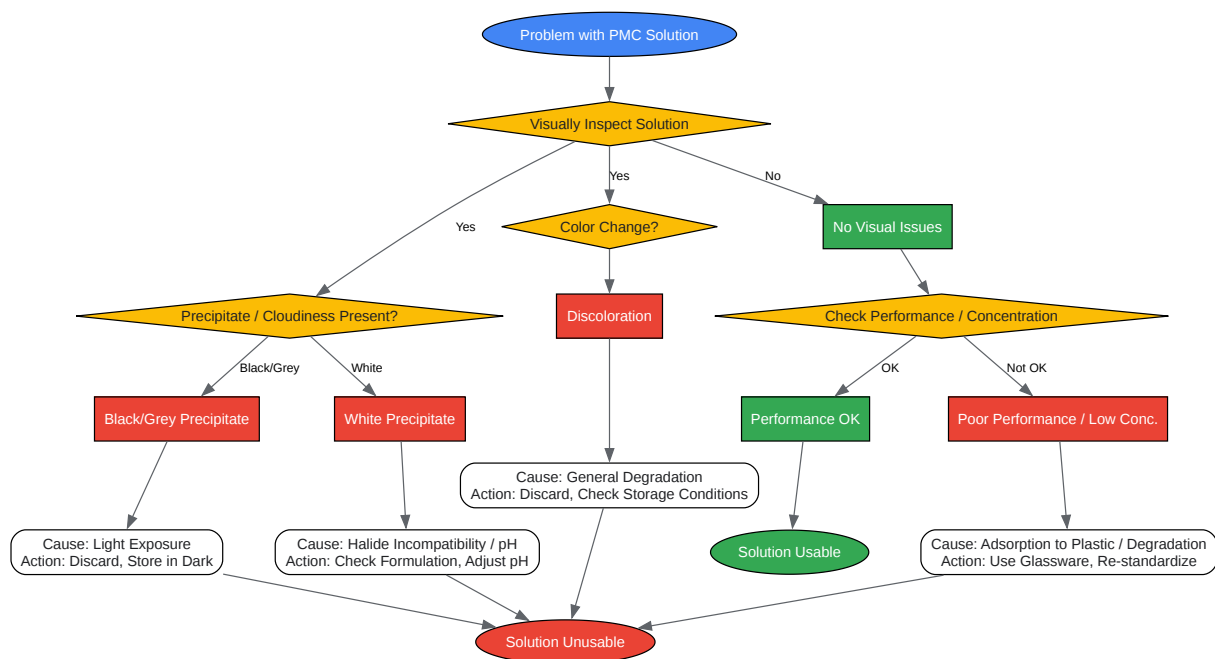 Problem with PMC Solution
Visually Inspect Solution
Yes
Yes
No
Color Change?
No Visual Issues
Precipitate / Cloudiness Present?
Discoloration
Check Performance / Concentration
Black/Grey
White
OK
Not OK
Black/Grey Precipitate
White Precipitate
Performance OK
Poor Performance / Low Conc.
Cause: General Degradation
Action: Discard, Check Storage Conditions
Cause: Light Exposure
Action: Discard, Store in Dark
Cause: Halide Incompatibility / pH
Action: Check Formulation, Adjust pH
Solution Usable
Cause: Adsorption to Plastic / Degradation
Action: Use Glassware, Re-standardize
Solution Unusable